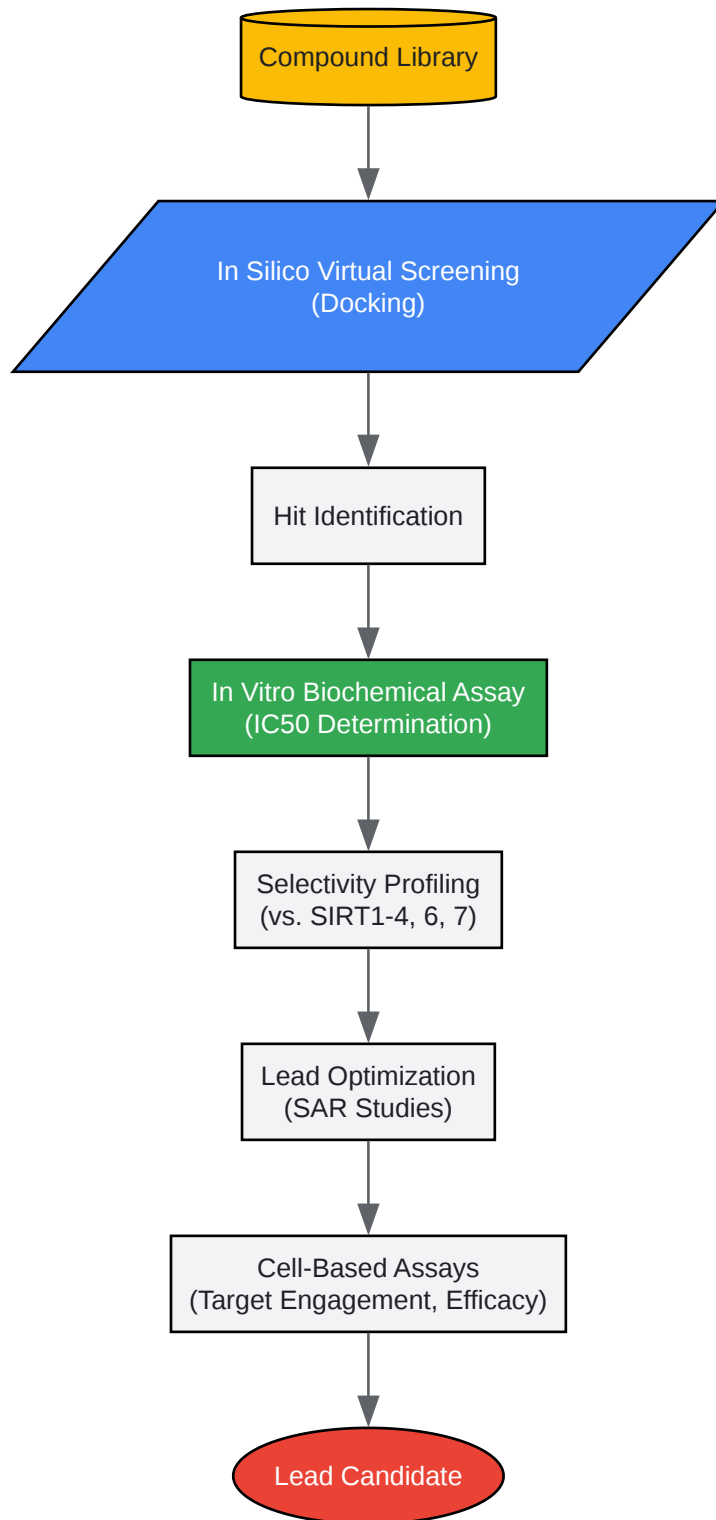 Compound Library
In Silico Virtual Screening
(Docking)
Hit Identification
In Vitro Biochemical Assay
(IC50 Determination)
Selectivity Profiling
(vs. SIRT1-4, 6, 7)
Lead Optimization
(SAR Studies)
Cell-Based Assays
(Target Engagement, Efficacy)
Lead Candidate